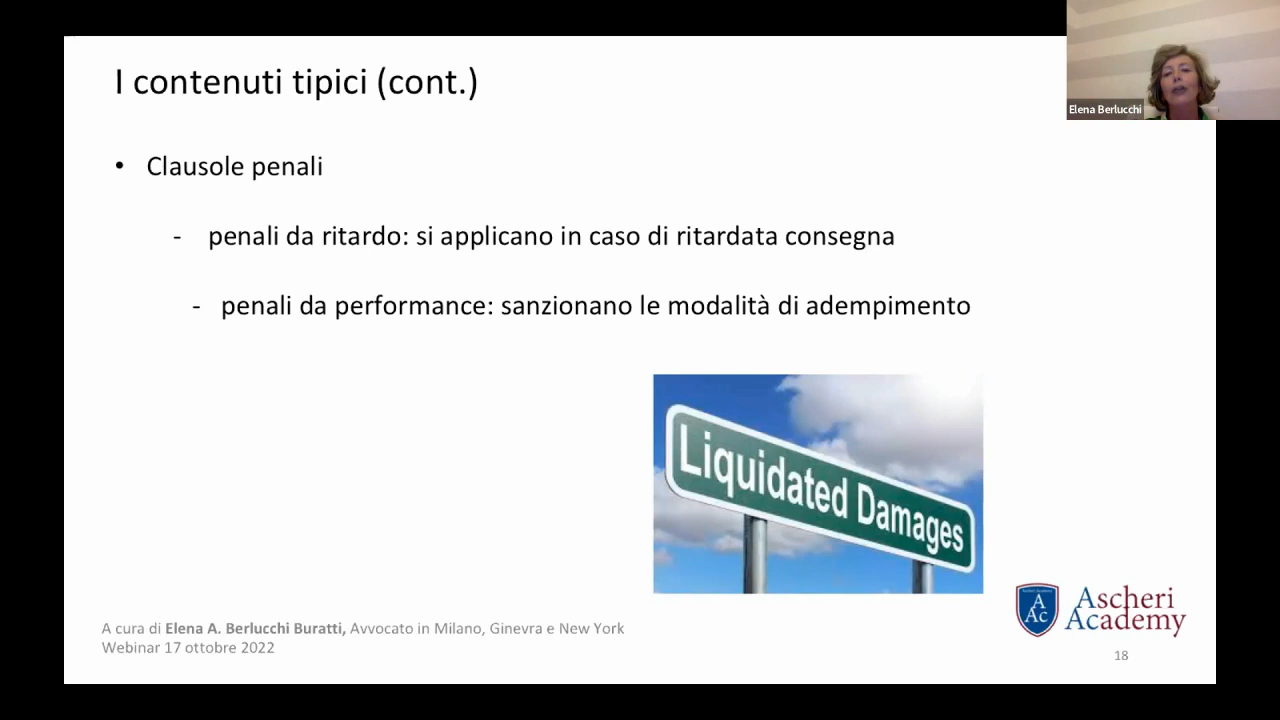 I contenuti tipici (cont.)
Elena Berlucchi
• Clausole penali
- penali da ritardo: si applicano in caso di ritardata consegna
- penali da performance: sanzionano le modalità di adempimento
Liquidated Damages
A cura di Elena A. Berlucchi Buratti, Avvocato in Milano, Ginevra e New York
Webinar 17 ottobre 2022
A
Ac
Ascheri
Academy
18